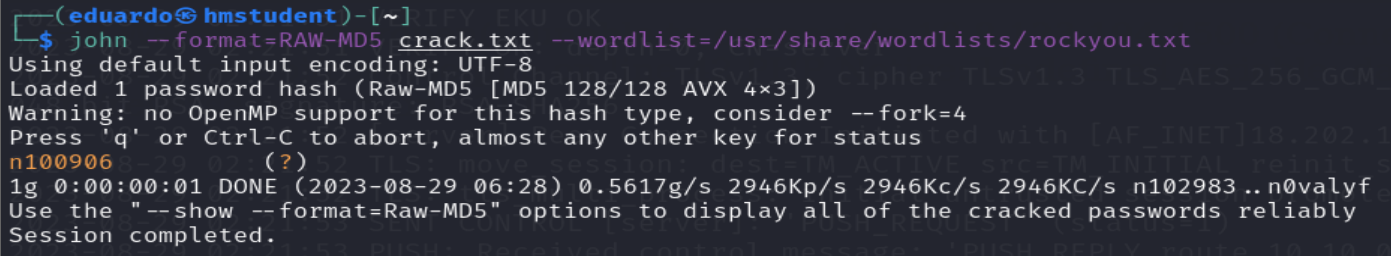 (eduardo㉿hmstudent)-[~]
$ john --format=RAW-MD5 crack.txt --wordlist=/usr/share/wordlists/rockyou.txt
Using default input encoding: UTF-8
Loaded 1 password hash (Raw-MD5 [MD5 128/128 AVX 4×3])
Warning: no OpenMP support for this hash type, consider --fork=4
Press 'q' or Ctrl-C to abort, almost any other key for status
n100906          (?)
1g 0:00:00:01 DONE (2023-08-29 06:28) 0.5617g/s 2946Kp/s 2946Kc/s 2946KC/s n102983..n0valyf
Use the "--show --format=Raw-MD5" options to display all of the cracked passwords reliably
Session completed.